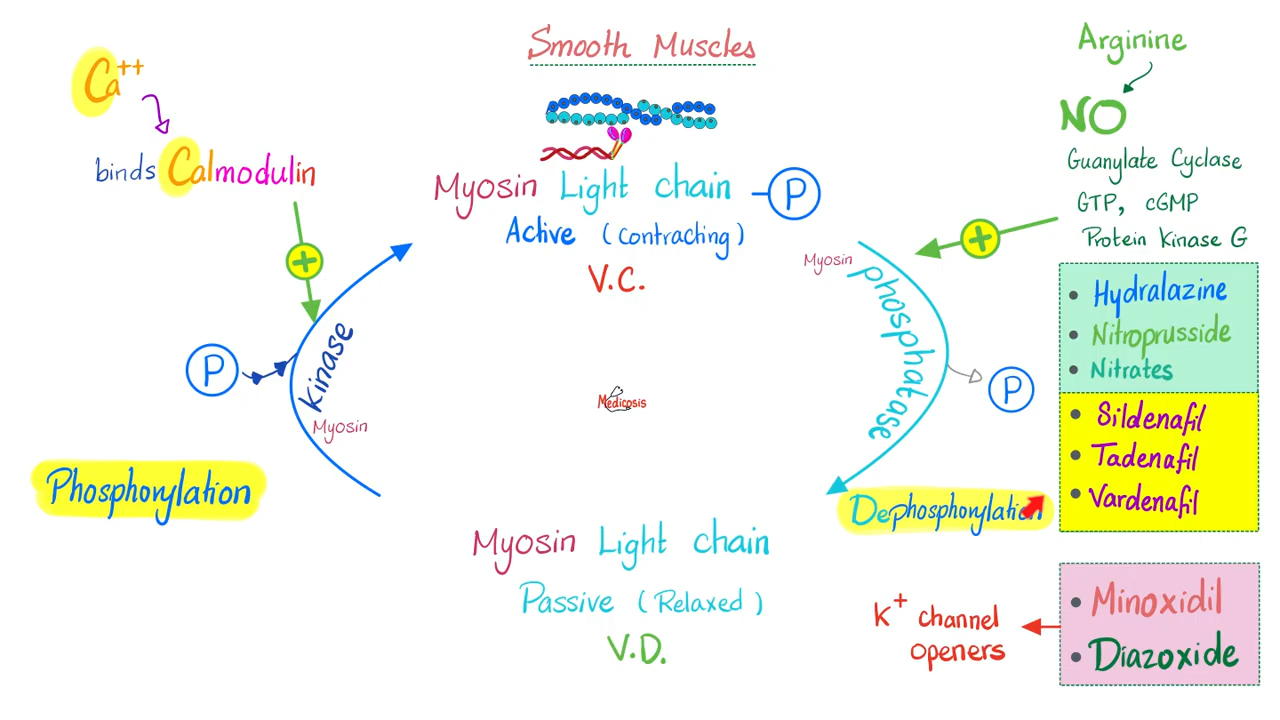 Smooth Muscles
Ca++
binds Calmodulin
+
Kinase
Myosin
P
Phosphorylation
Myosin Light chain - P
Active (contracting)
V.C.
Medicosis
Myosin Light chain
Passive (Relaxed)
V.D.
Arginine
NO
Guanylate Cyclase
GTP, cGMP
Protein Kinase G
+
Myosin
phosphatase
P
Dephosphorylation
• Hydralazine
• Nitroprusside
• Nitrates
• Sildenafil
• Tadenafil
• Vardenafil
K+ channel
openers
• Minoxidil
• Diazoxide